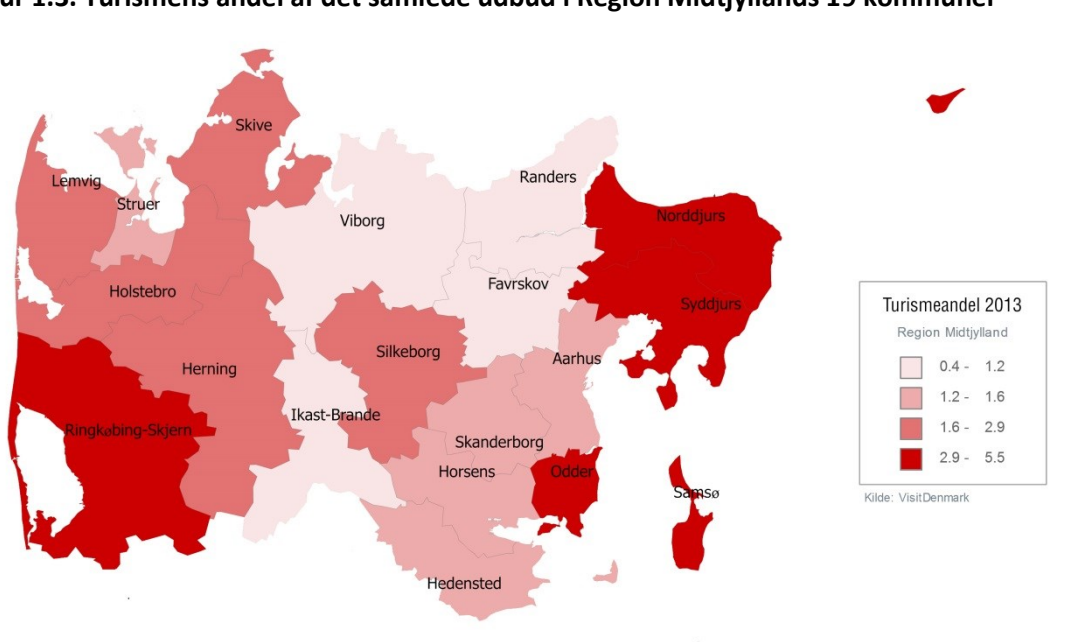 1.3: Turismens andel af det samlede udbud i Region Midtjyllands 19 kommuner
Skive
Lemvig
Struer
Randers
Viborg
Norddjurs
Holstebro
Favrskov
Syddjurs
Silkeborg
Aarhus
Herning
Ikast-Brande
Ringkøbing-Skjern
Skanderborg
Horsens
Odder
Samsø
Hedensted
Turismeandel 2013
Region Midtjylland
0.4 - 1.2
1.2 - 1.6
1.6 - 2.9
2.9 - 5.5
Kilde: VisitDenmark